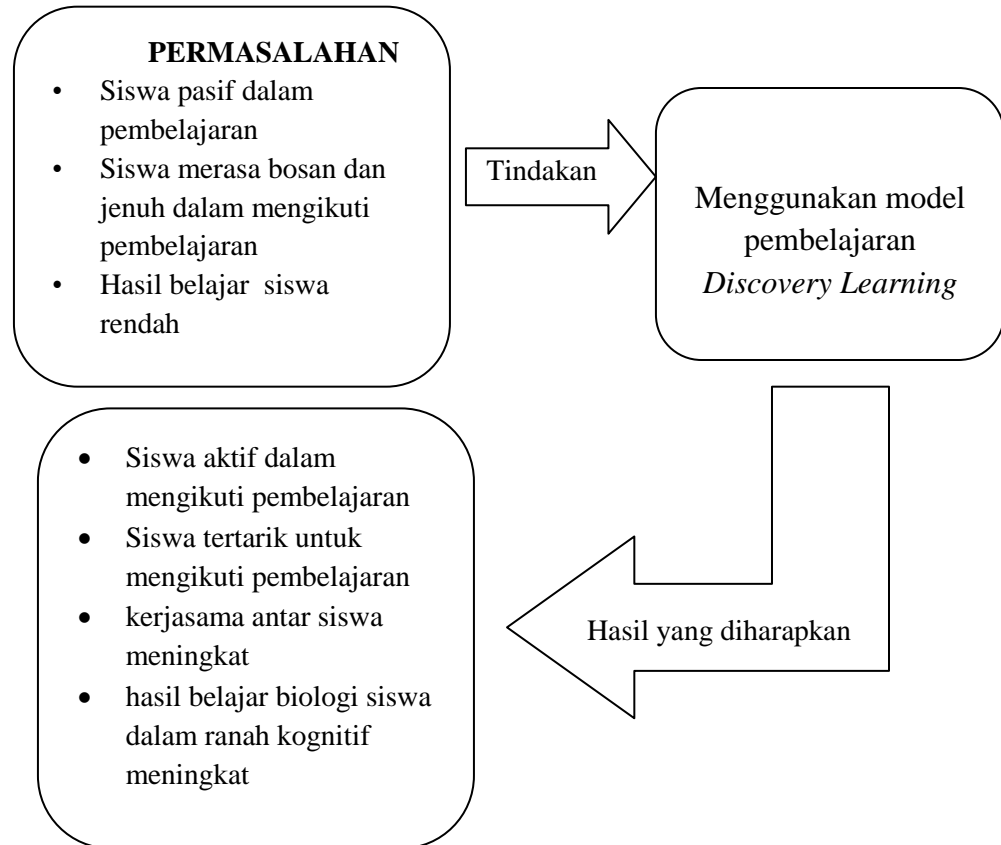 PERMASALAHAN
• Siswa pasif dalam
pembelajaran
• Siswa merasa bosan dan
jenuh dalam mengikuti
pembelajaran
• Hasil belajar siswa
rendah
Tindakan
Menggunakan model
pembelajaran
Discovery Learning
Hasil yang diharapkan
• Siswa aktif dalam
mengikuti pembelajaran
• Siswa tertarik untuk
mengikuti pembelajaran
• kerjasama antar siswa
meningkat
• hasil belajar biologi siswa
dalam ranah kognitif
meningkat